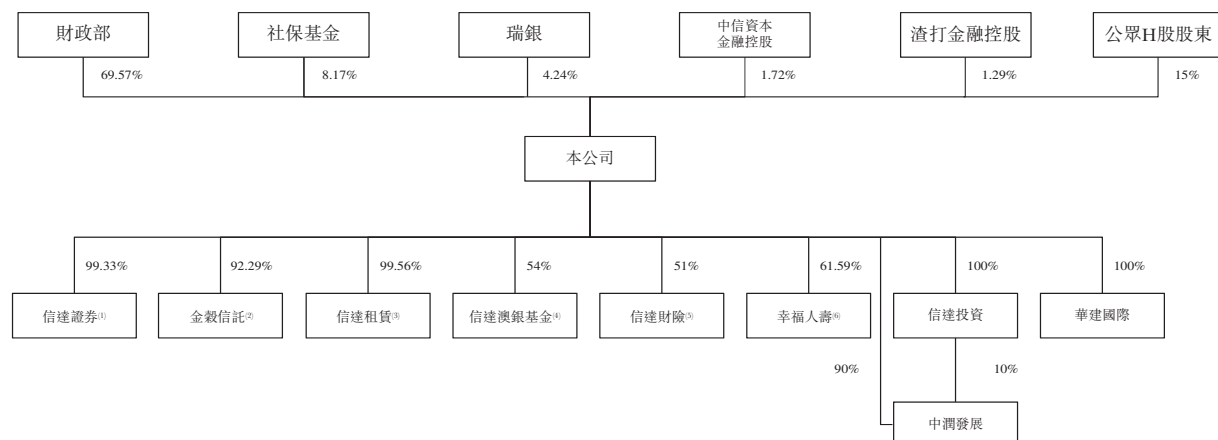 財政部
社保基金
瑞銀
中信資本
金融控股
渣打金融控股
公眾H股股東
69.57%
8.17%
4.24%
1.72%
1.29%
15%
本公司
99.33%
92.29%
99.56%
54%
51%
61.59%
100%
100%
信達證券(1)
金穀信託(2)
信達租賃(3)
信達澳銀基金(4)
信達財險(5)
幸福人壽(6)
信達投資
華建國際
90%
10%
中潤發展